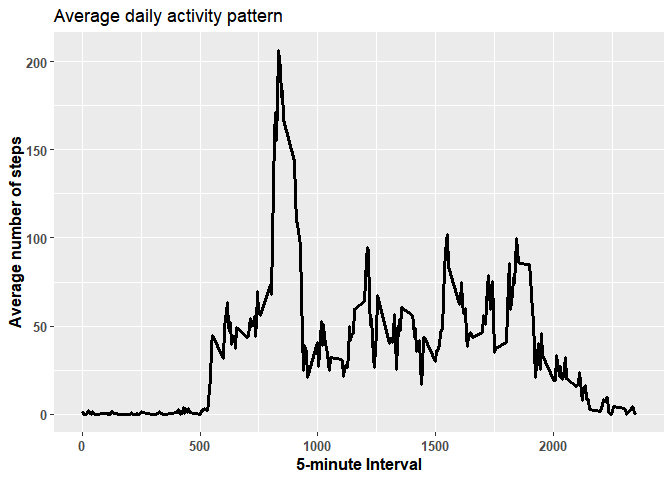 Average daily activity pattern
Average number of steps
200
150
100
50
0
0 500 1000 1500 2000
5-minute Interval